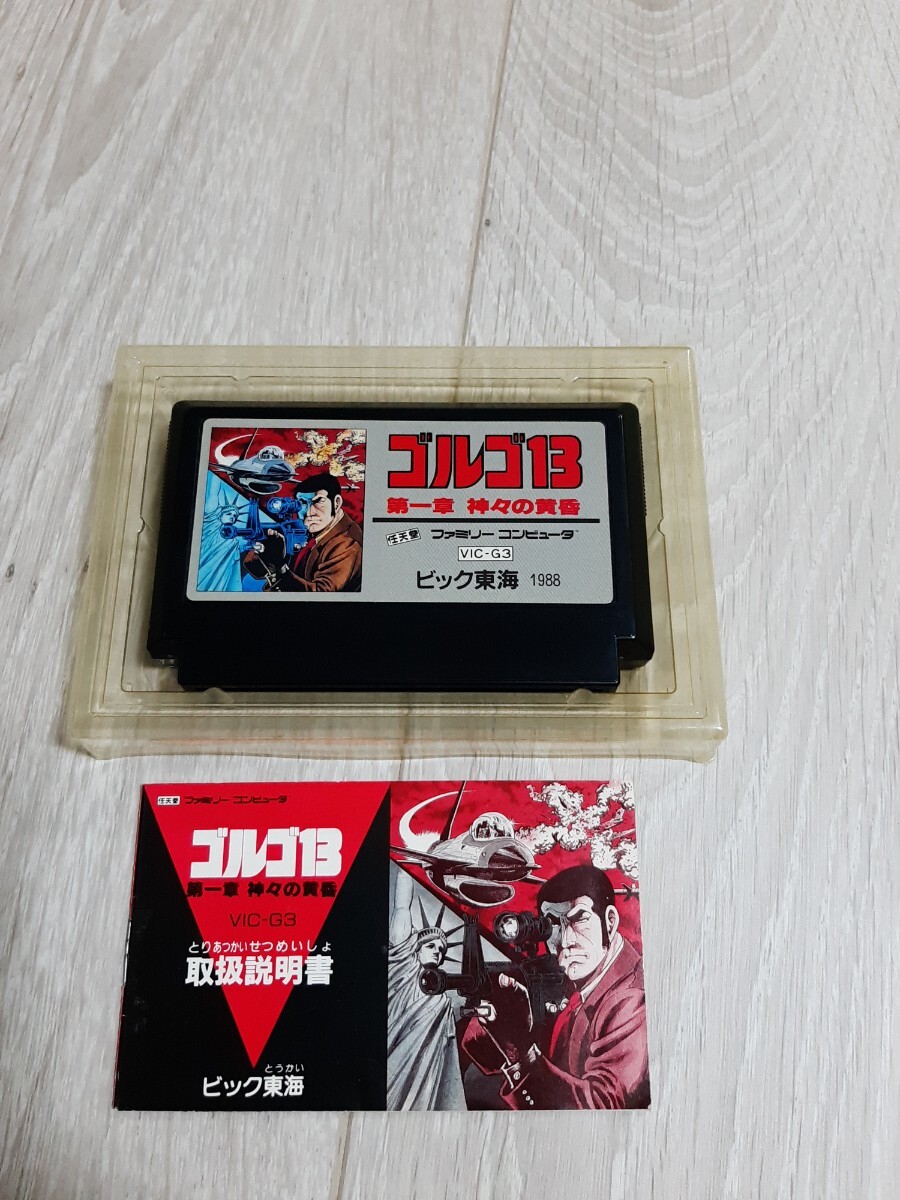 ゴルゴ13
第一章 神々の黄昏
任天堂 ファミリー コンピュータ
VIC-G3
ビック東海 1988
任天堂 ファミリー コンピュータ
ゴルゴ13
第一章 神々の黄昏
VIC-G3
とりあつかいせつめいしょ
取扱説明書
とうかい
ビック東海